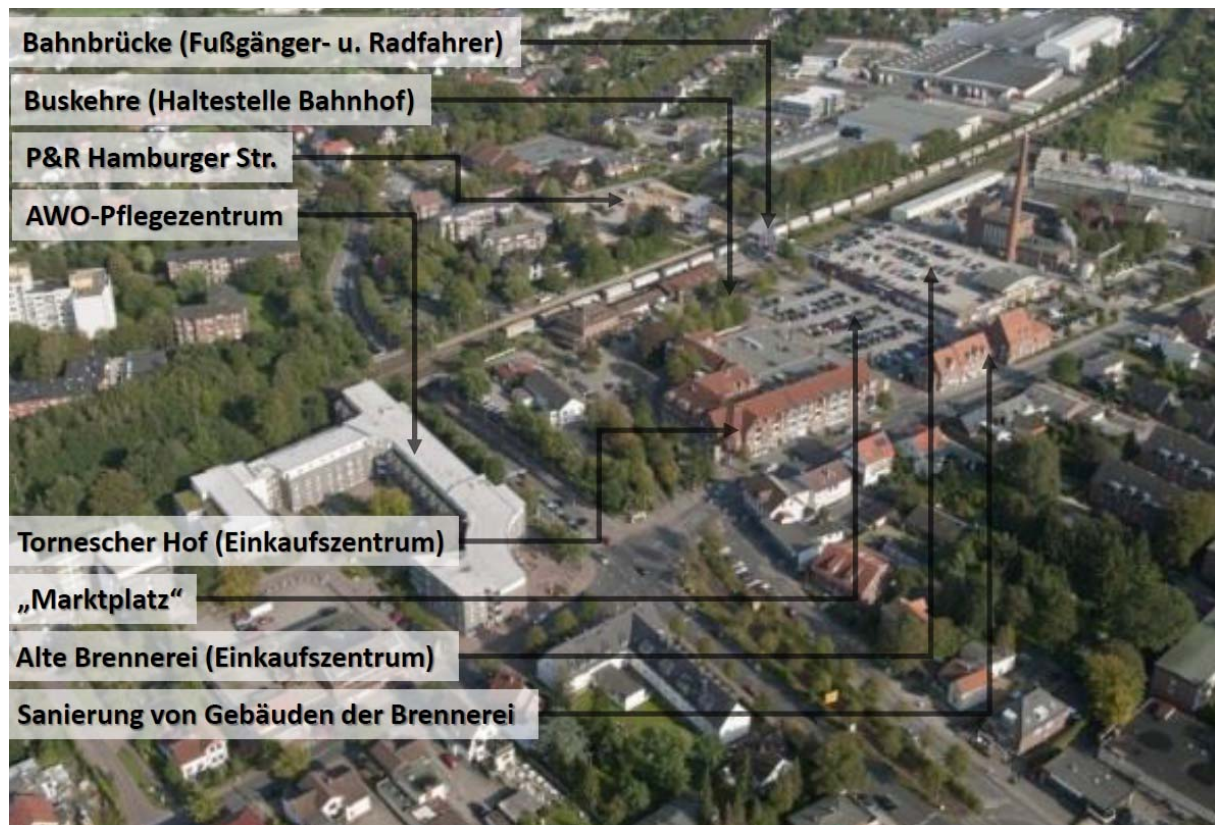 Bahnbrücke (Fußgänger- u. Radfahrer)
Buskehre (Haltestelle Bahnhof)
P&R Hamburger Str.
AWO-Pflegezentrum
Tornescher Hof (Einkaufszentrum)
„Marktplatz“
Alte Brennerei (Einkaufszentrum)
Sanierung von Gebäuden der Brennerei